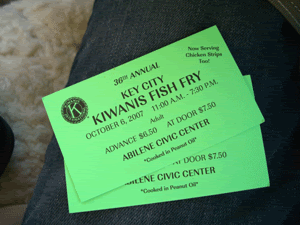 36TH ANNUAL
Now Serving
Chicken Strips
Too!
KEY CITY
KIWANIS FISH FRY
OCTOBER 6, 2007 11:00 A.M. - 7:30 P.M.
Adult
ADVANCE $6.50 AT DOOR $7.50
ABILENE CIVIC CENTER
*Cooked in Peanut Oil*
AT DOOR $7.50
ABILENE CIVIC CENTER
*Cooked in Peanut Oil*